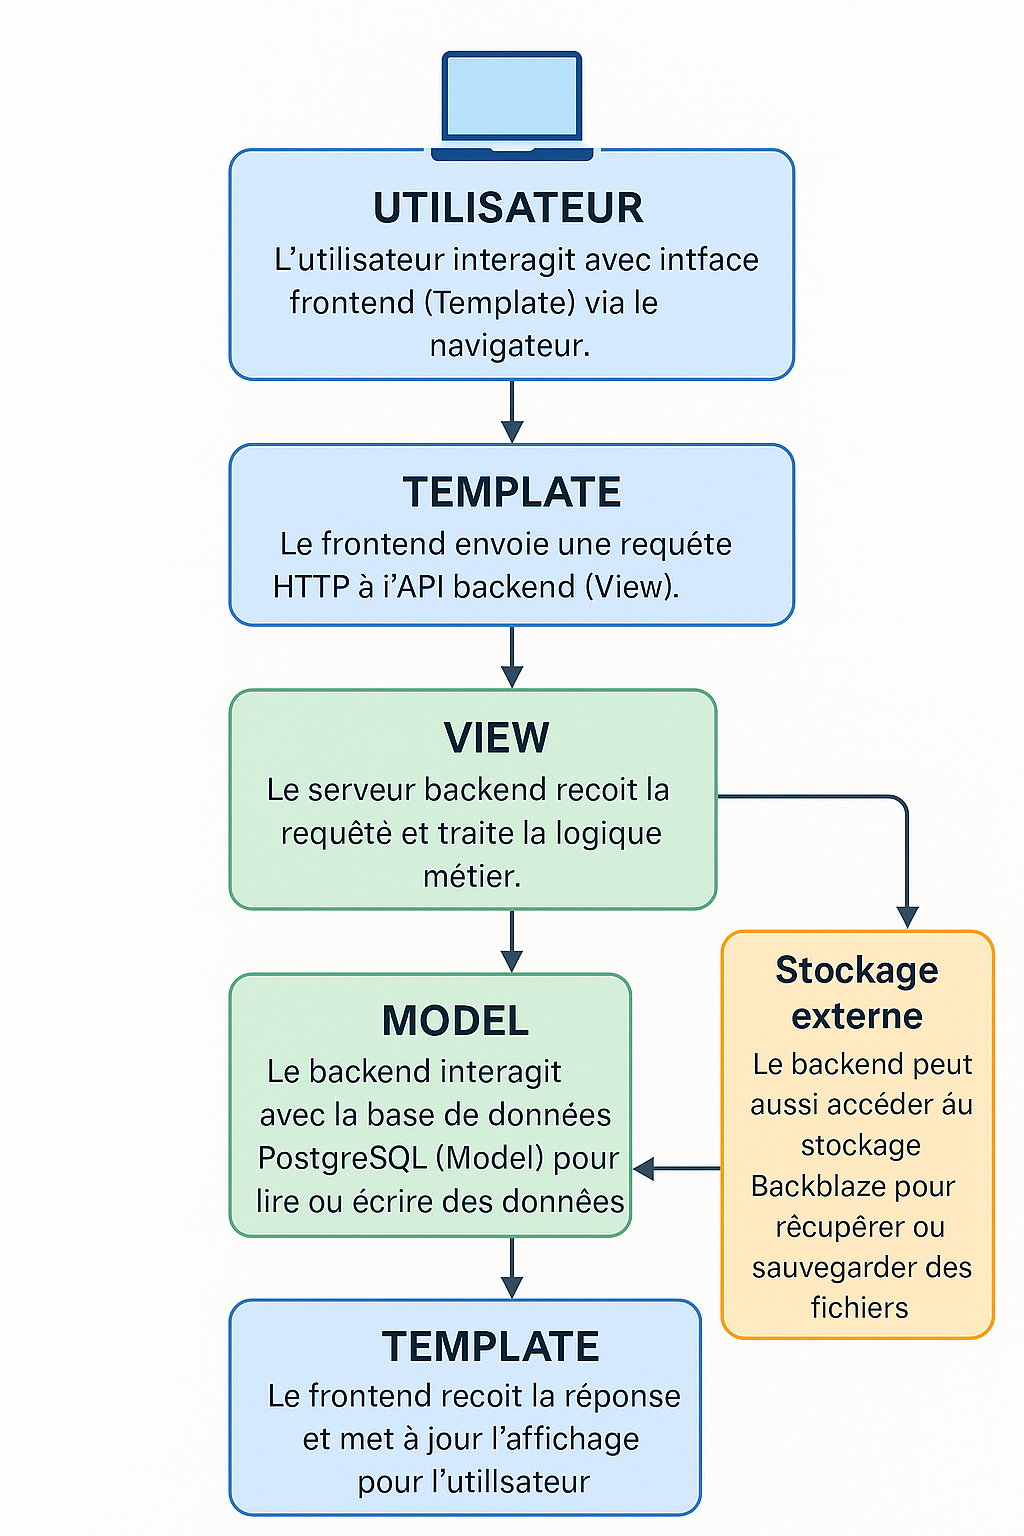 UTILISATEUR
L'utilisateur interagit avec intface
frontend (Template) via le
navigateur.
TEMPLATE
Le frontend envoie une requéte
HTTP à i'API backend (View).
VIEW
Le serveur backend recoit la
requêtè et traite la logique
métier.
MODEL
Le backend interagit
avec la base de données
PostgreSQL (Model) pour
lire ou écrire des donnêes
Stockage
externe
Le backend peut
aussi accéder áu
stockage
Backblaze pour
rêcupêrer ou
sauvegarder des
fichiers
TEMPLATE
Le frontend recoit la réponse
et met à jour l'affichage
pour l'utillsateur